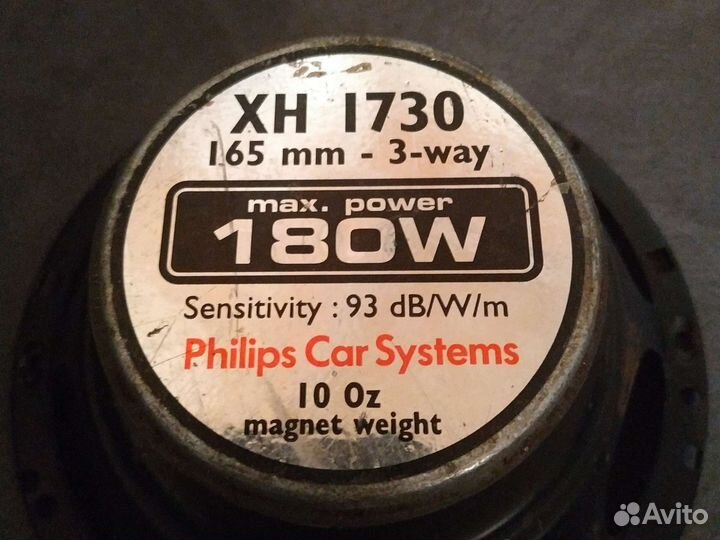 XH 1730
165 mm - 3-way
max. power
180W
Sensitivity : 93 dB/W/m
Philips Car Systems
10 Oz
magnet weight
Avito